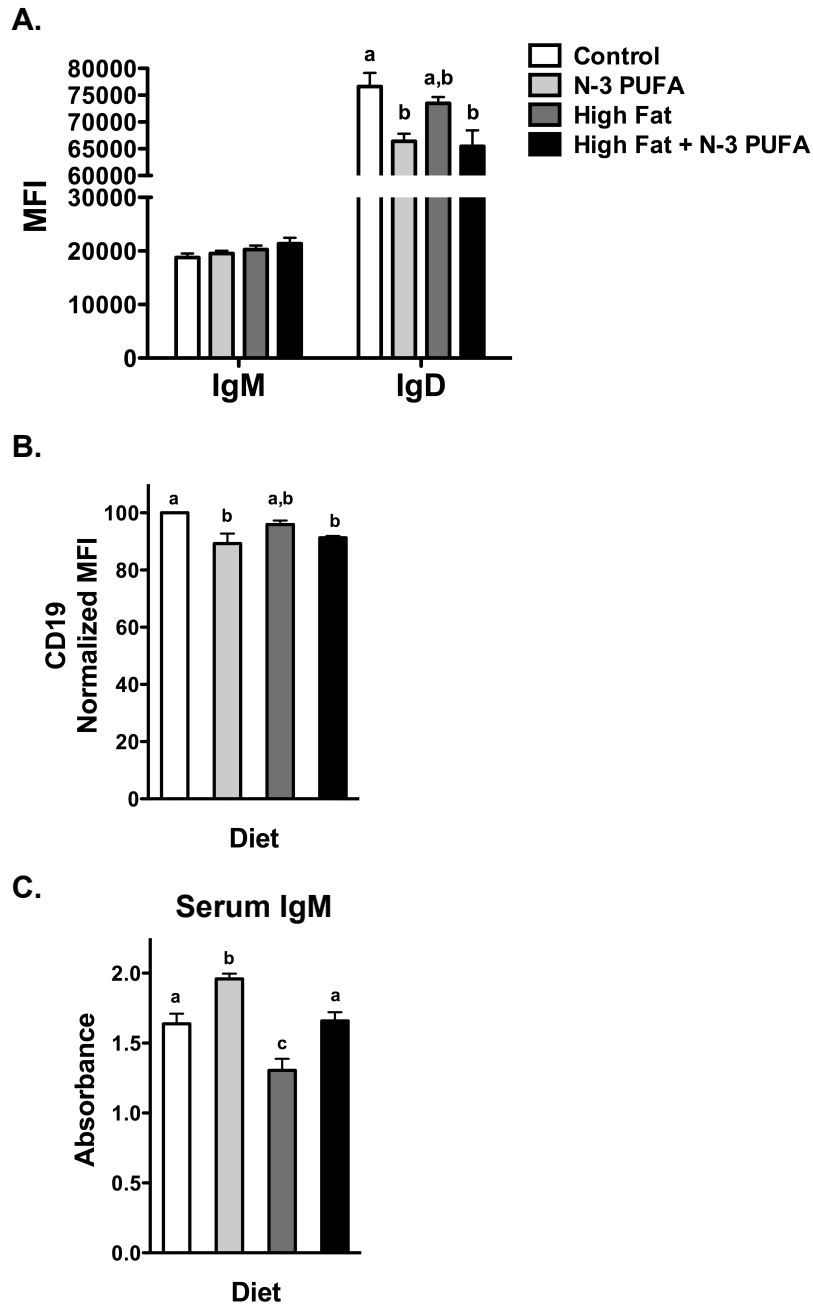 A.
Control
N-3 PUFA
High Fat
High Fat + N-3 PUFA
MFI
80000
75000
70000
65000
60000
30000
20000
10000
0
a
b
a,b
b
IgM
IgD
B.
CD19
Normalized MFI
100
80
60
40
20
0
a
b
a,b
b
Diet
C.
Serum IgM
Absorbance
2.0
1.5
1.0
0.5
0.0
a
b
c
a
Diet